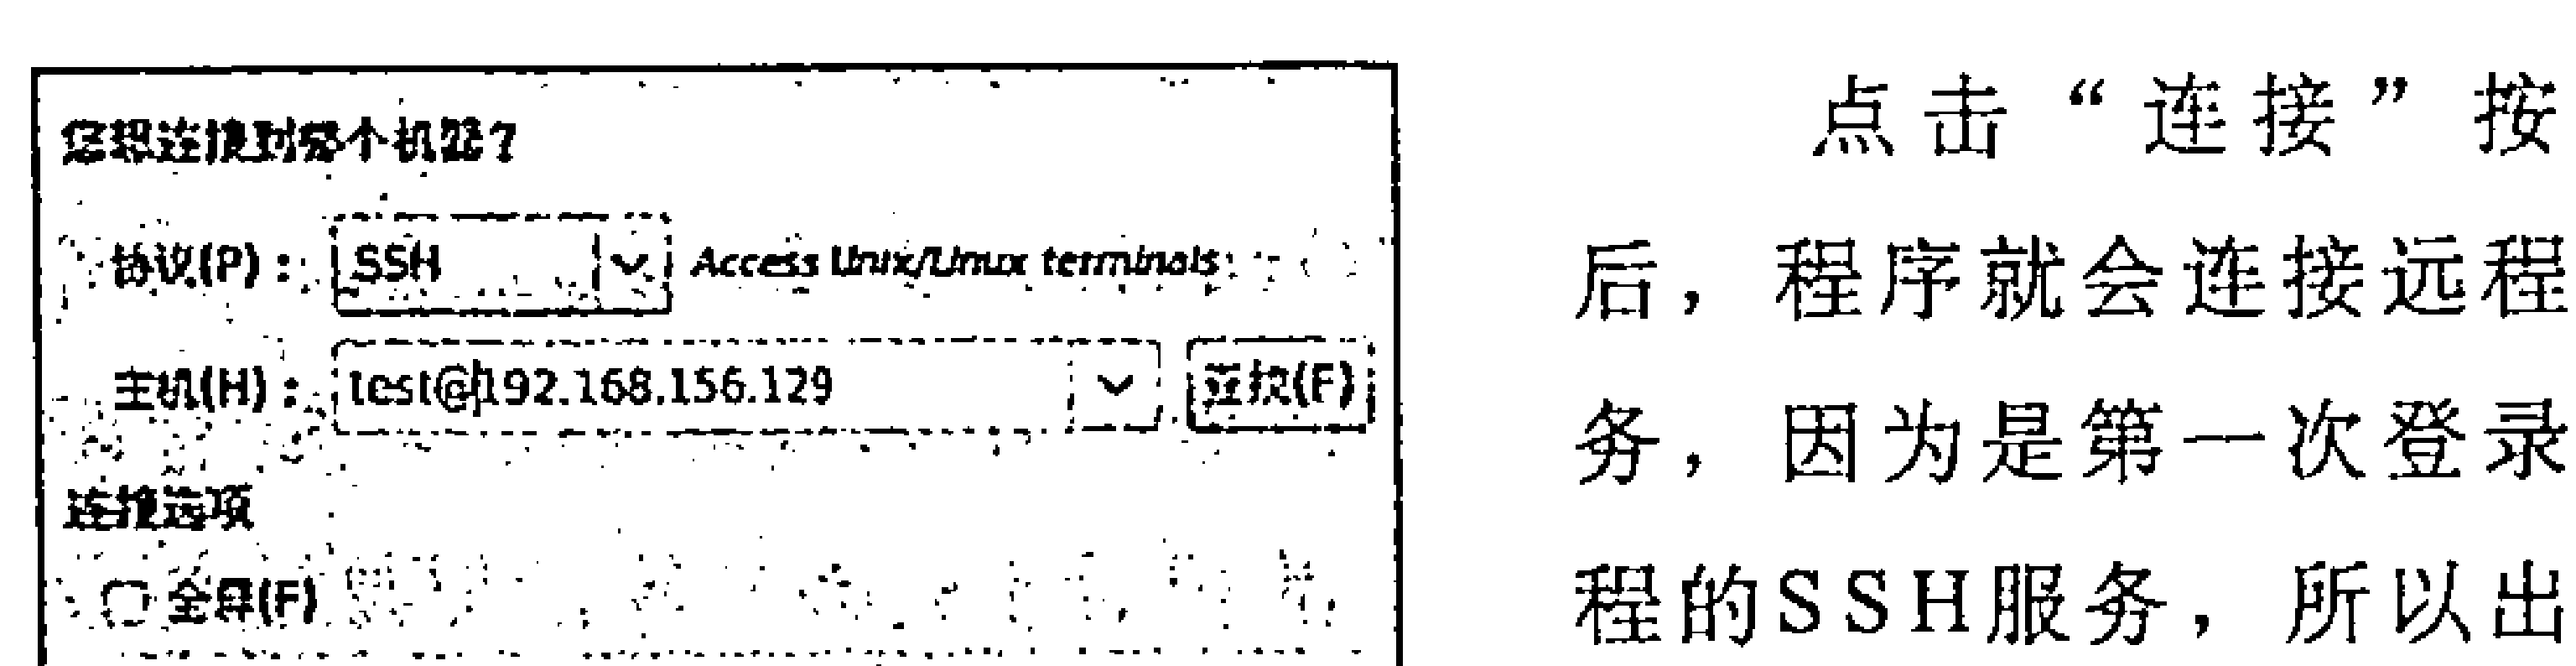 您想连接到哪个机器?
协议(P)： SSH Access Unix/Linux terminals
主机(H)： test@192.168.156.129 查找(F)
连接选项
全屏(F)
点击“连接”按
后，程序就会连接远程
务，因为是第一次登录
程的SSH服务，所以出